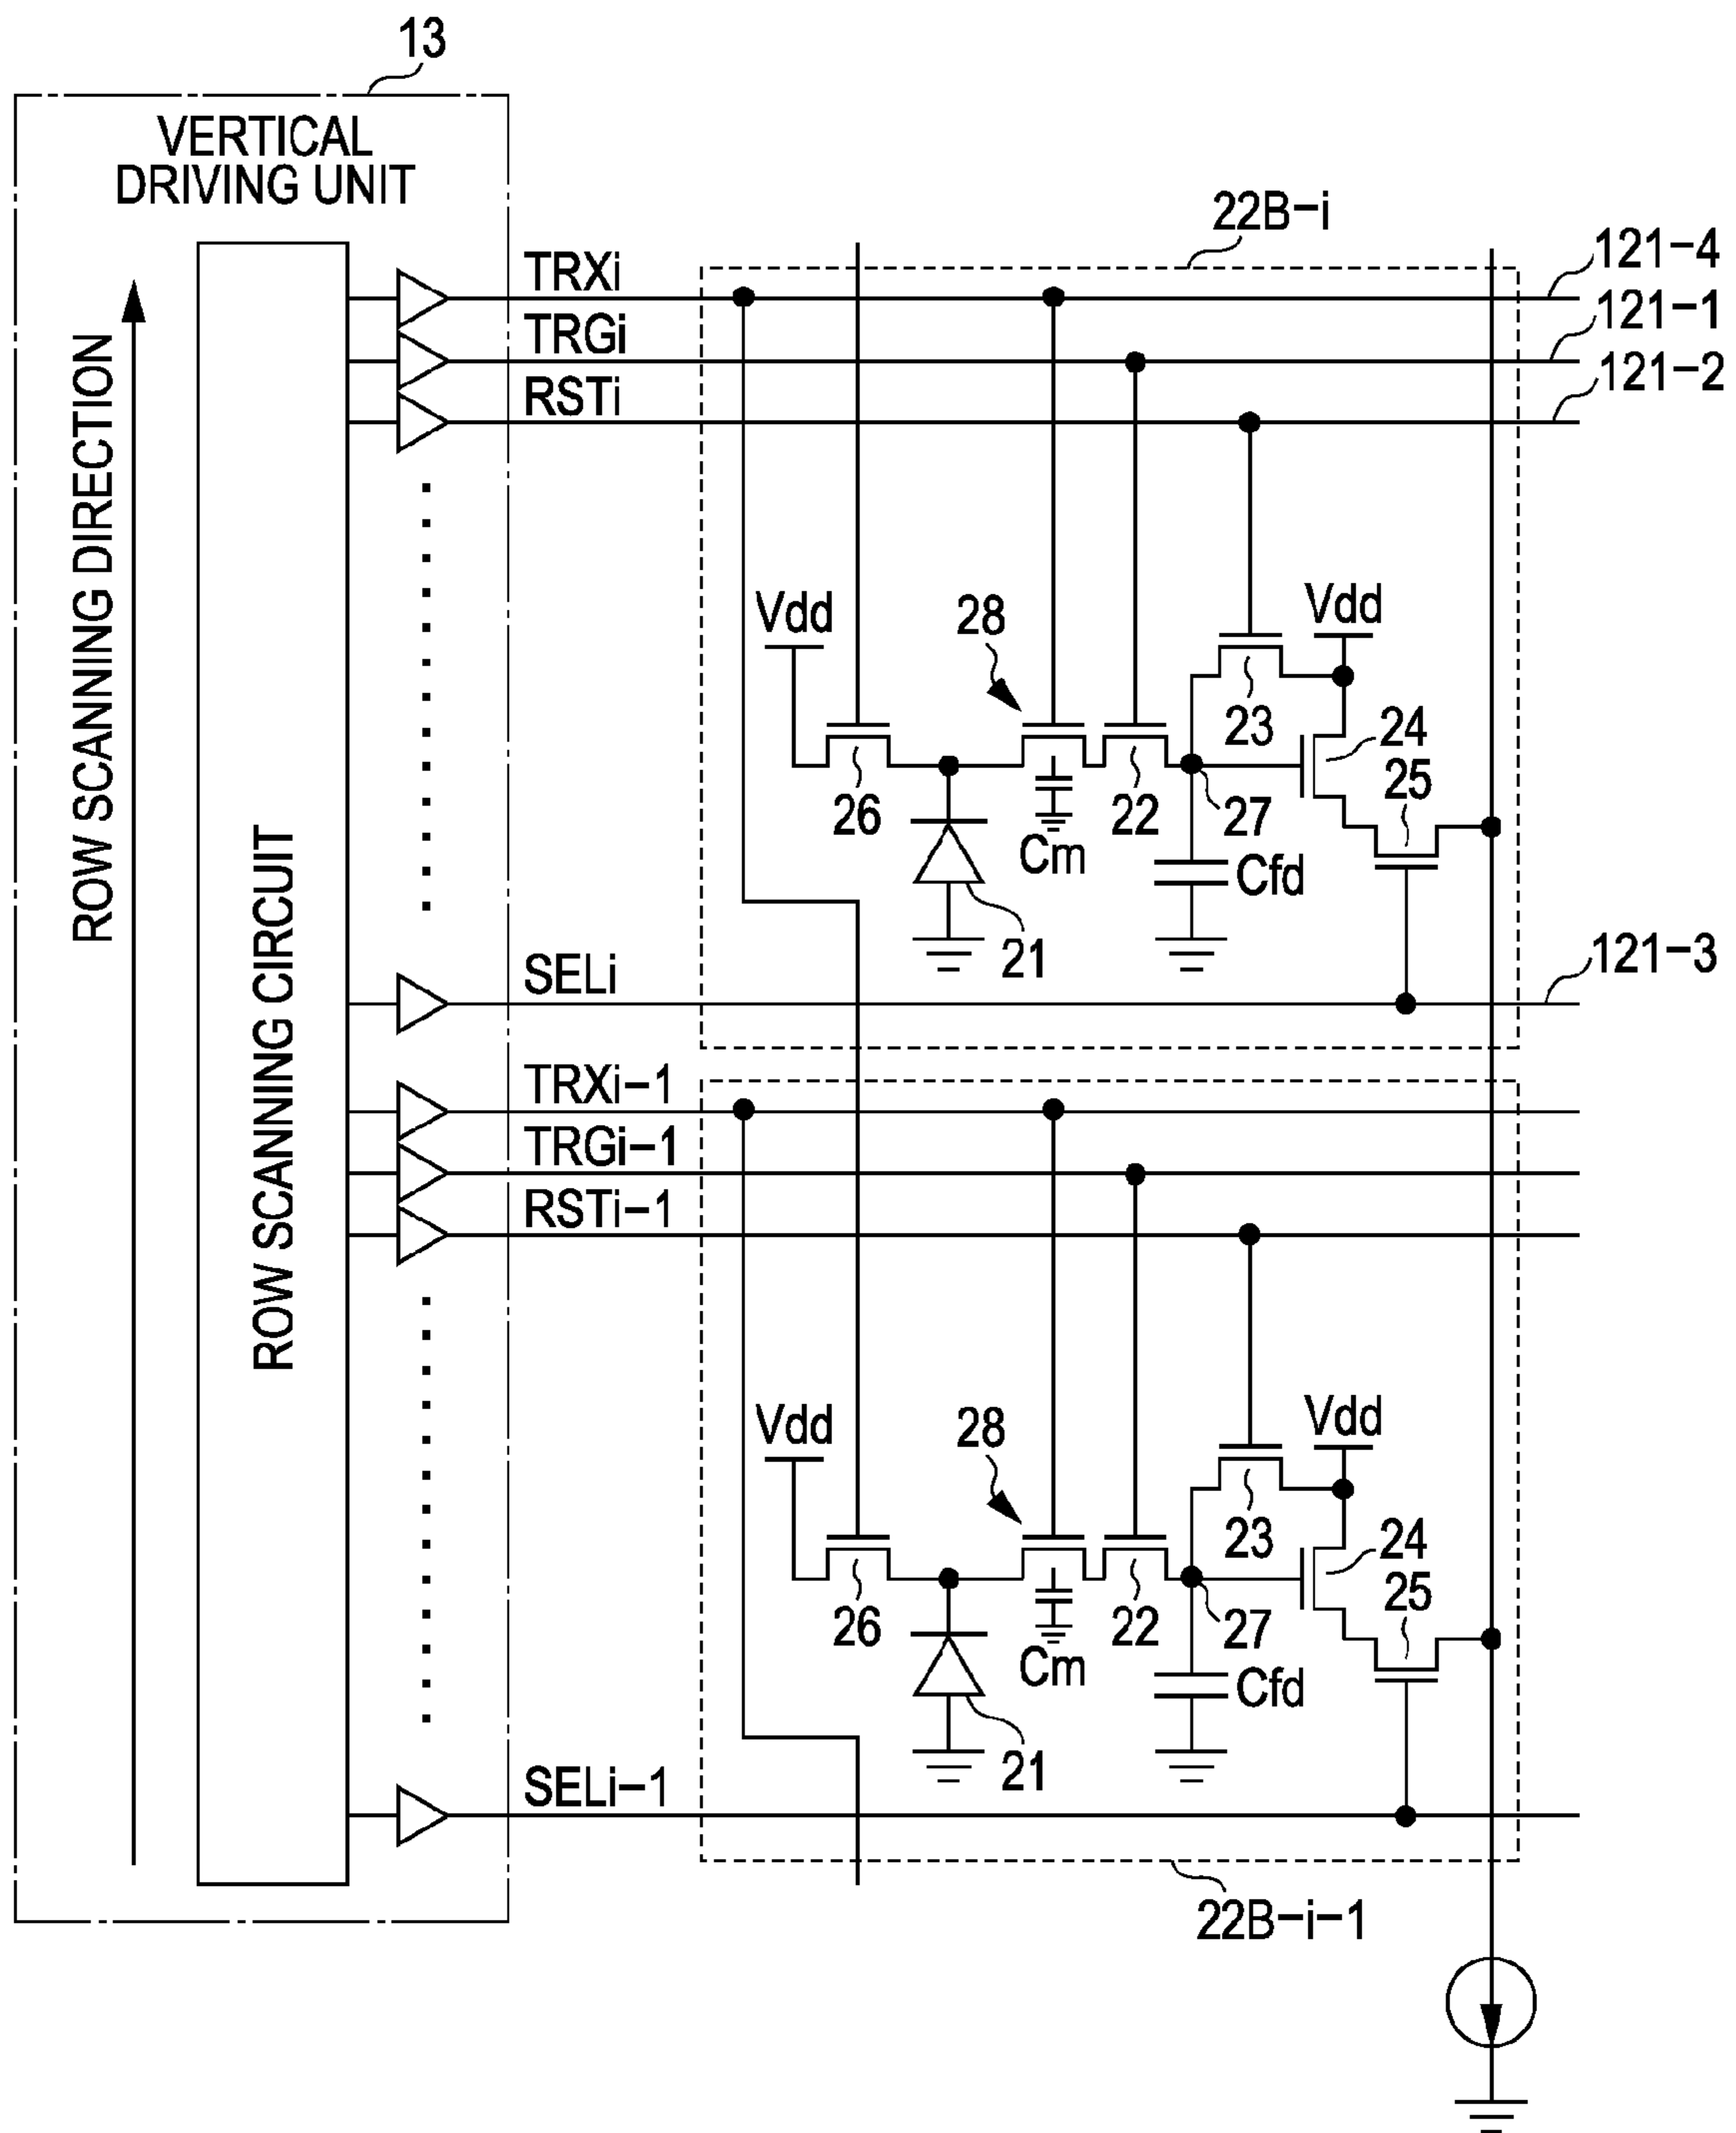 13
VERTICAL
DRIVING UNIT
ROW SCANNING DIRECTION
ROW SCANNING CIRCUIT
22B-i
TRXi
121-4
TRGi
121-1
RSTi
121-2
Vdd
28
Vdd
23
24
26
22
27
25
Cm
Cfd
21
SELi
121-3
TRXi-1
TRGi-1
RSTi-1
Vdd
28
Vdd
23
24
26
22
27
25
Cm
Cfd
21
SELi-1
22B-i-1